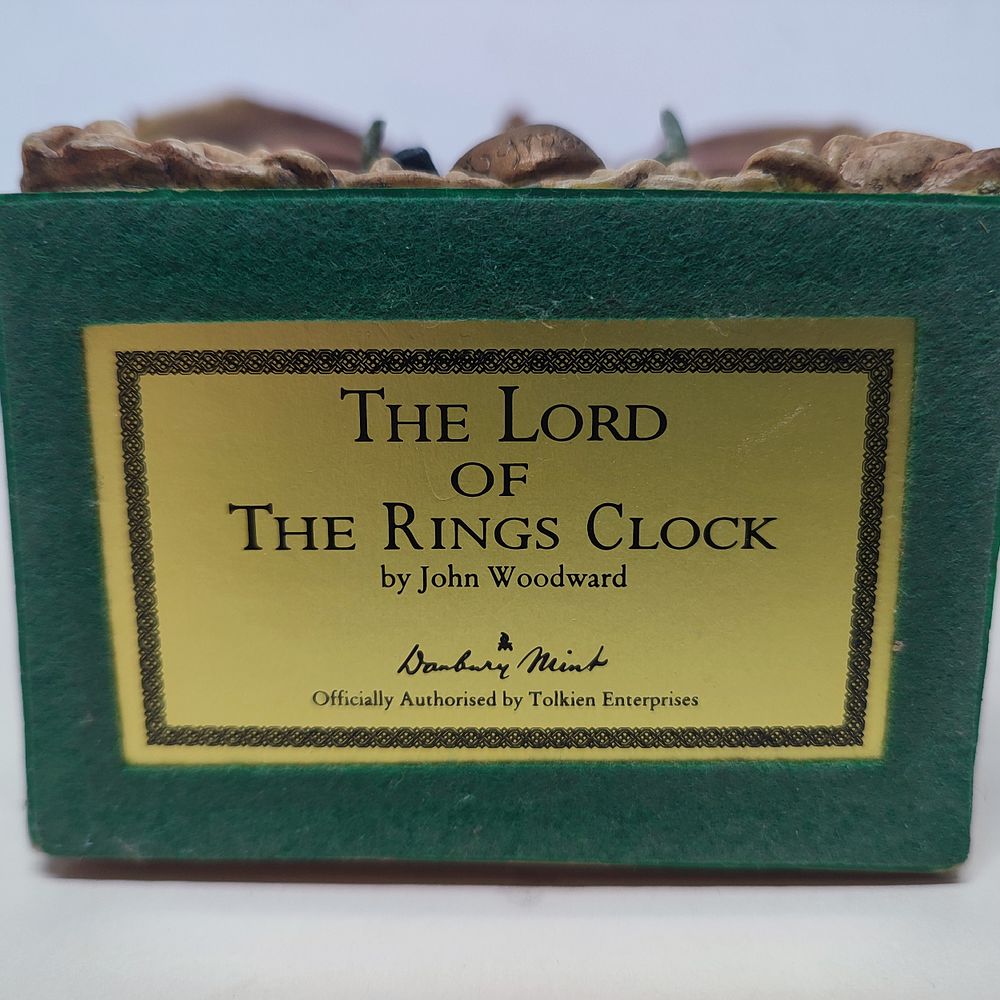 THE LORD
OF
THE RINGS CLOCK
by John Woodward
Danbury Mint
Officially Authorised by Tolkien Enterprises